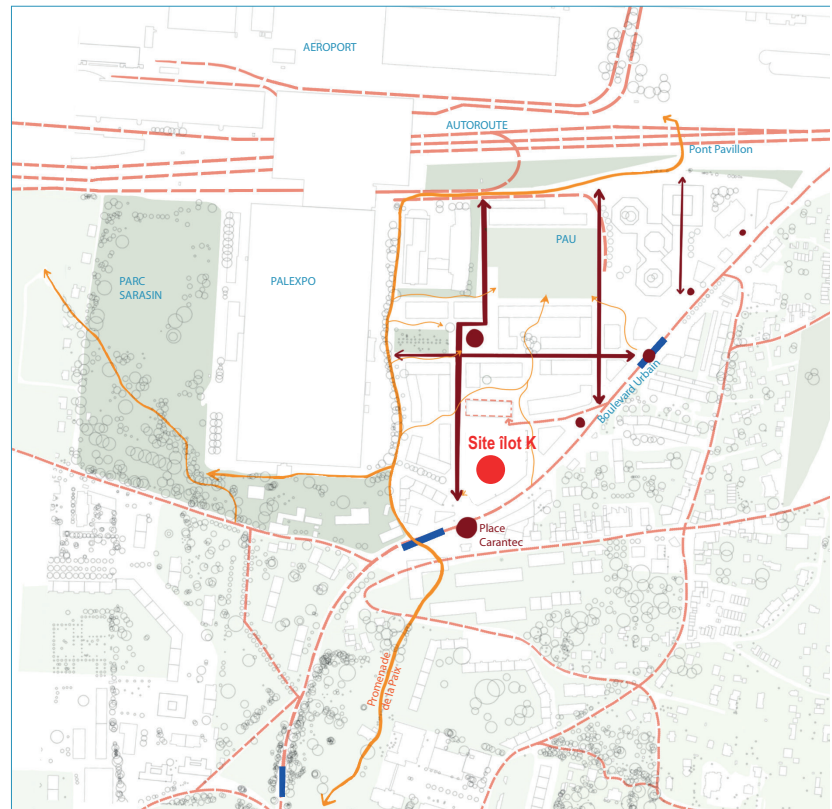 AEROPORT
AUTOROUTE
Pont Pavillon
PAU
PARC
SARASIN
PALEXPO
Boulevard Urbain
Site îlot K
Place
Carantec
Promenade
de la Paix